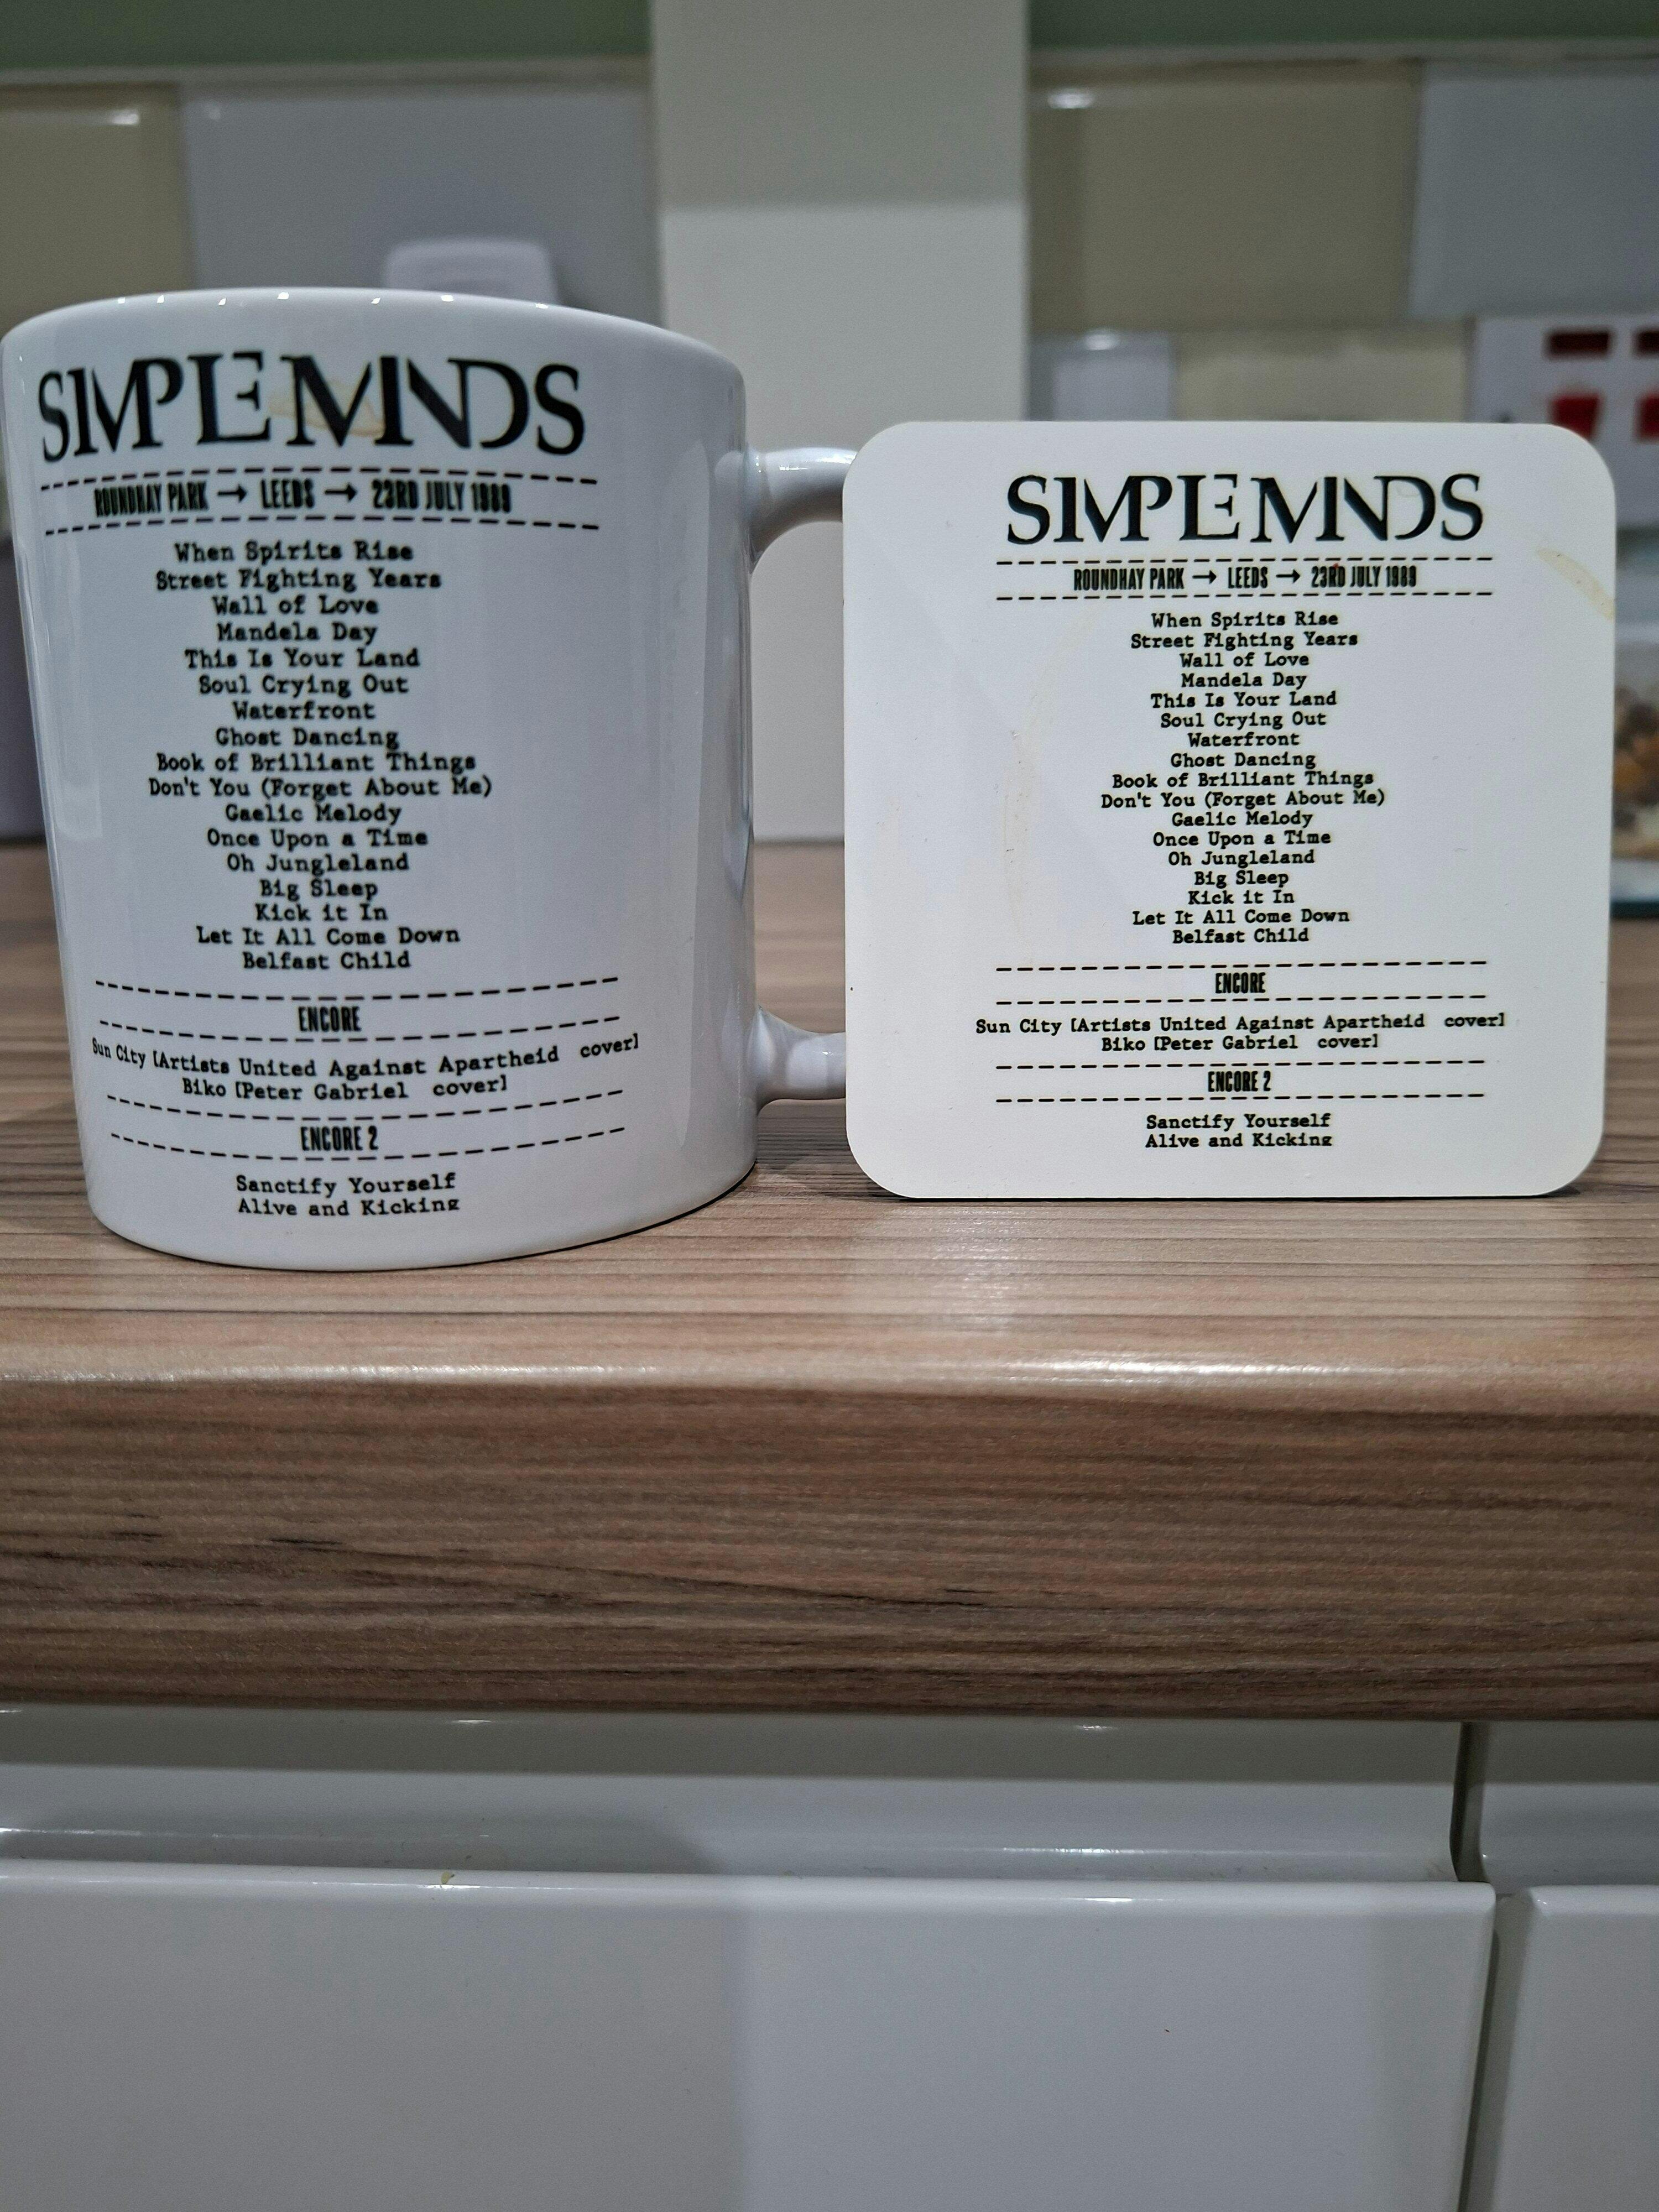 SIMPLE MINDS
ROUNDHAY PARK → LEEDS → 23RD JULY 1989
When Spirits Rise
Street Fighting Years
Wall of Love
Mandela Day
This Is Your Land
Soul Crying Out
Waterfront
Ghost Dancing
Book of Brilliant Things
Don't You (Forget About Me)
Gaelic Melody
Once Upon a Time
Oh Jungleland
Big Sleep
Kick it In
Let It All Come Down
Belfast Child
ENCORE
Sun City [Artists United Against Apartheid cover]
Biko [Peter Gabriel cover]
ENCORE 2
Sanctify Yourself
Alive and Kicking
SIMPLE MINDS
ROUNDHAY PARK → LEEDS → 23RD JULY 1989
When Spirits Rise
Street Fighting Years
Wall of Love
Mandela Day
This Is Your Land
Soul Crying Out
Waterfront
Ghost Dancing
Book of Brilliant Things
Don't You (Forget About Me)
Gaelic Melody
Once Upon a Time
Oh Jungleland
Big Sleep
Kick it In
Let It All Come Down
Belfast Child
ENCORE
Sun City [Artists United Against Apartheid cover]
Biko [Peter Gabriel cover]
ENCORE 2
Sanctify Yourself
Alive and Kicking